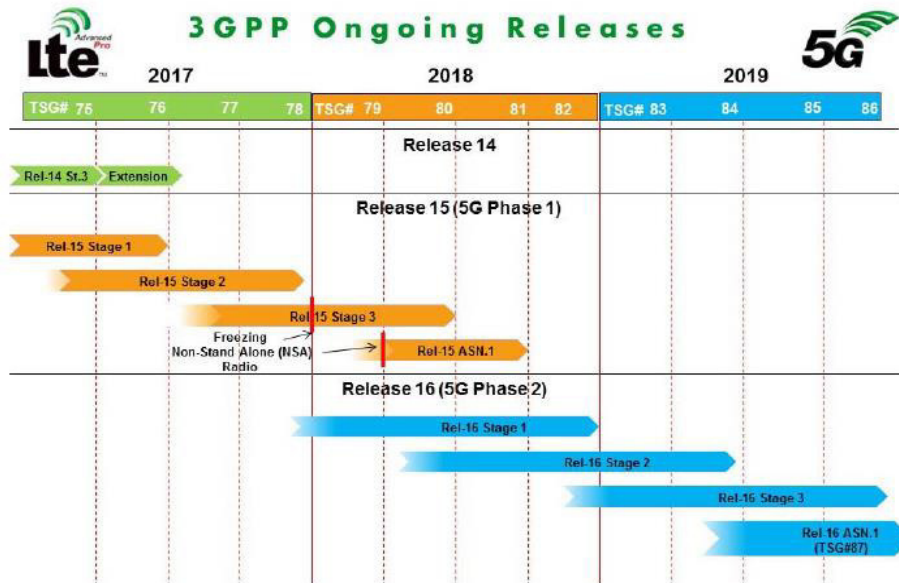 3GPP Ongoing Releases
LTE
Advanced
Pro
5G
2017 2018 2019
TSG# 75 76 77 78 TSG# 79 80 81 82 TSG# 83 84 85 86
Release 14
Rel-14 St.3 Extension
Release 15 (5G Phase 1)
Rel-15 Stage 1
Rel-15 Stage 2
Rel-15 Stage 3
Freezing
Non-Stand Alone (NSA)
Radio
Rel-15 ASN.1
Release 16 (5G Phase 2)
Rel-16 Stage 1
Rel-16 Stage 2
Rel-16 Stage 3
Rel-16 ASN.1
(TSG#87)